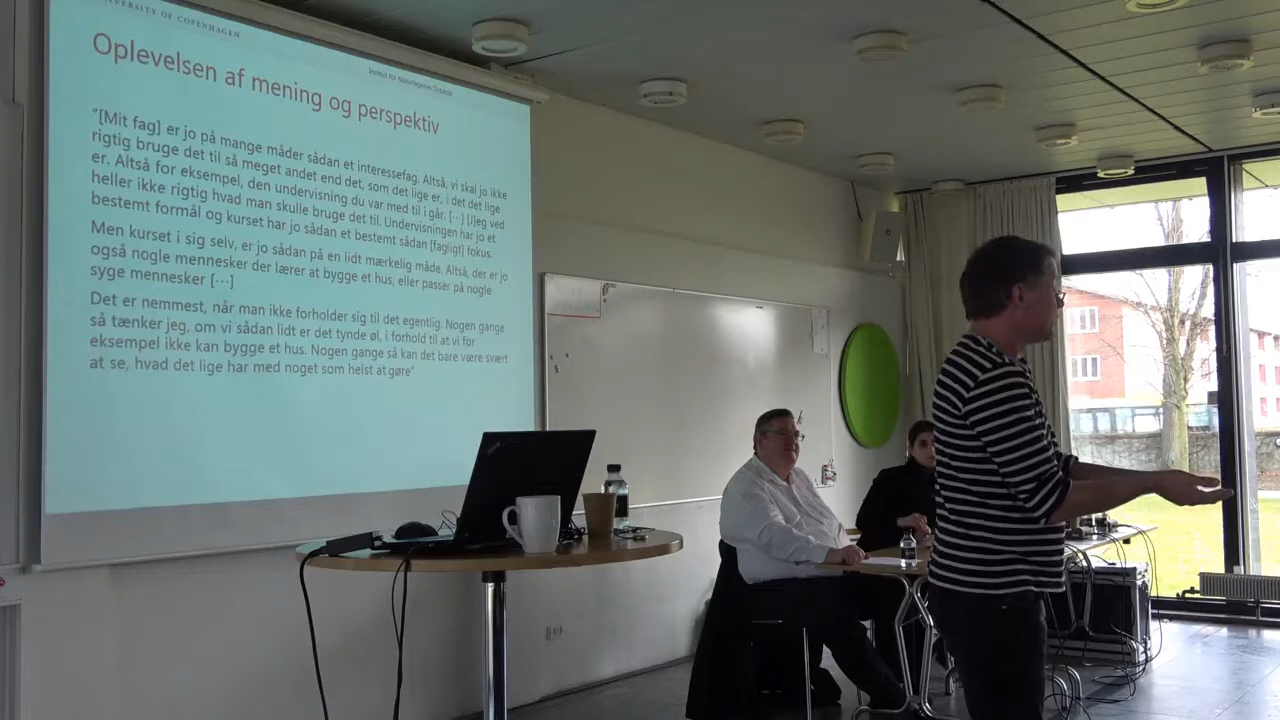 UNIVERSITY OF COPENHAGEN
Institut for Naturfagenes Didaktik
Oplevelsen af mening og perspektiv
"[Mit fag] er jo på mange måder sådan et interessefag. Altså, vi skal jo ikke
rigtig bruge det til så meget andet end det, som det lige er, i det det lige
er. Altså for eksempel, den undervisning du var med til i går. [⋯] [J]eg ved
heller ikke rigtig hvad man skulle bruge det til. Undervisningen har jo et
bestemt formål og kurset har jo sådan et bestemt sådan [fagligt] fokus.
Men kurset i sig selv, er jo sådan på en lidt mærkelig måde. Altså, der er jo
også nogle mennesker der lærer at bygge et hus, eller passer på nogle
syge mennesker [⋯]
Det er nemmest, når man ikke forholder sig til det egentlig. Nogen gange
så tænker jeg, om vi sådan lidt er det tynde øl, i forhold til at vi for
eksempel ikke kan bygge et hus. Nogen gange så kan det bare være svært
at se, hvad det lige har med noget som helst at gøre"